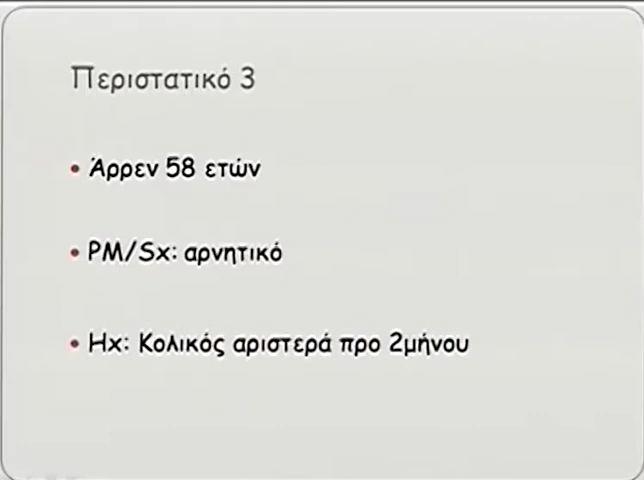 Περιστατικό 3
• Άρρεν 58 ετών
• PM/Sx: αρνητικό
• Hx: Κολικός αριστερά προ 2μήνου